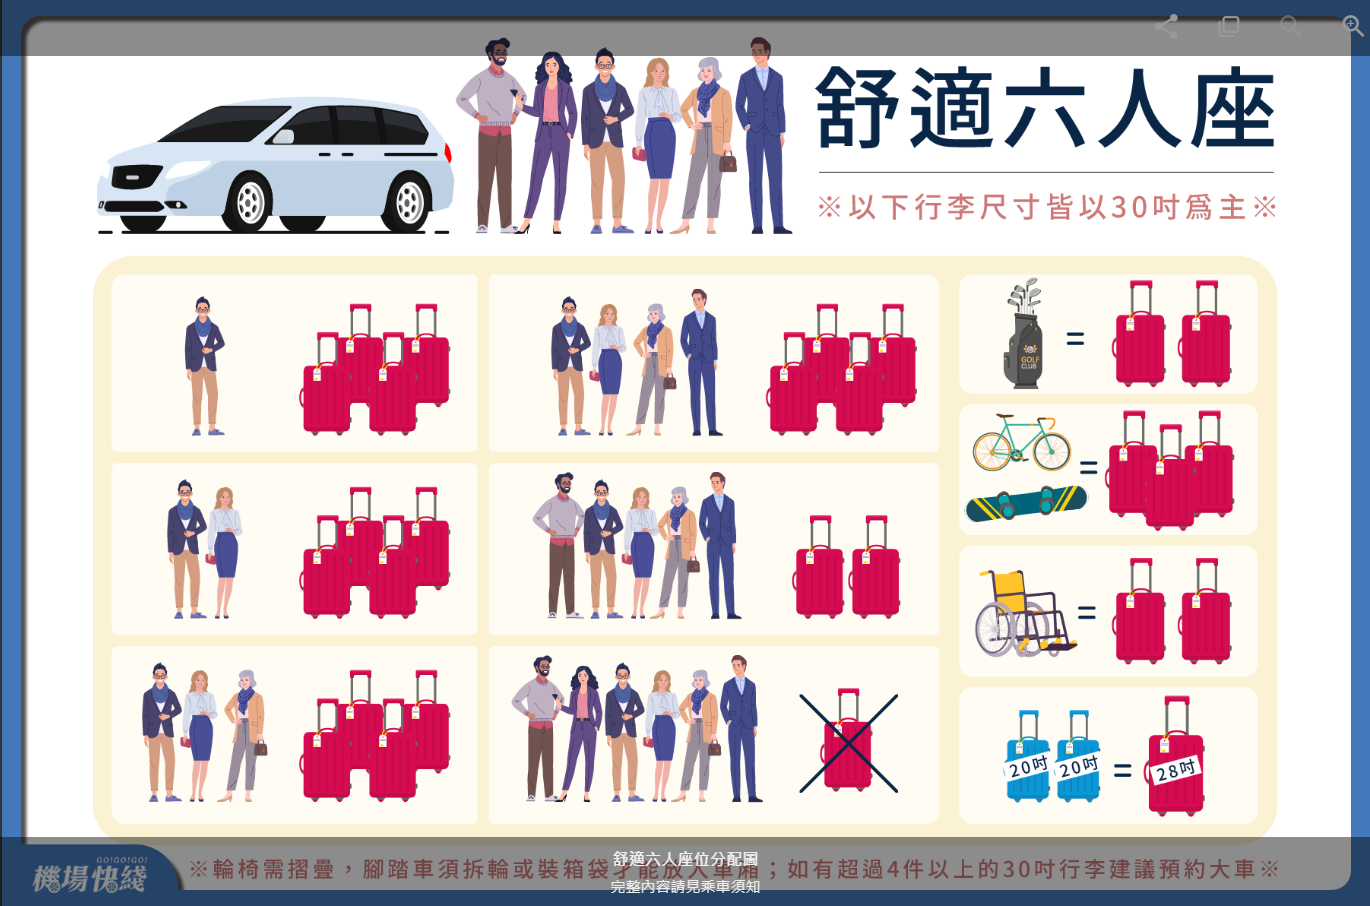 舒適六人座
※以下行李尺寸皆以30吋為主※
GOLF
CLUB
20吋
20吋
28吋
GO!GO!GO!
機場快綫
※輪椅需摺疊，腳踏車須拆輪或裝箱袋才能放入車廂；如有超過4件以上的30吋行李建議預約大車※
舒適六人座位分配圖
完整內容請見乘車須知